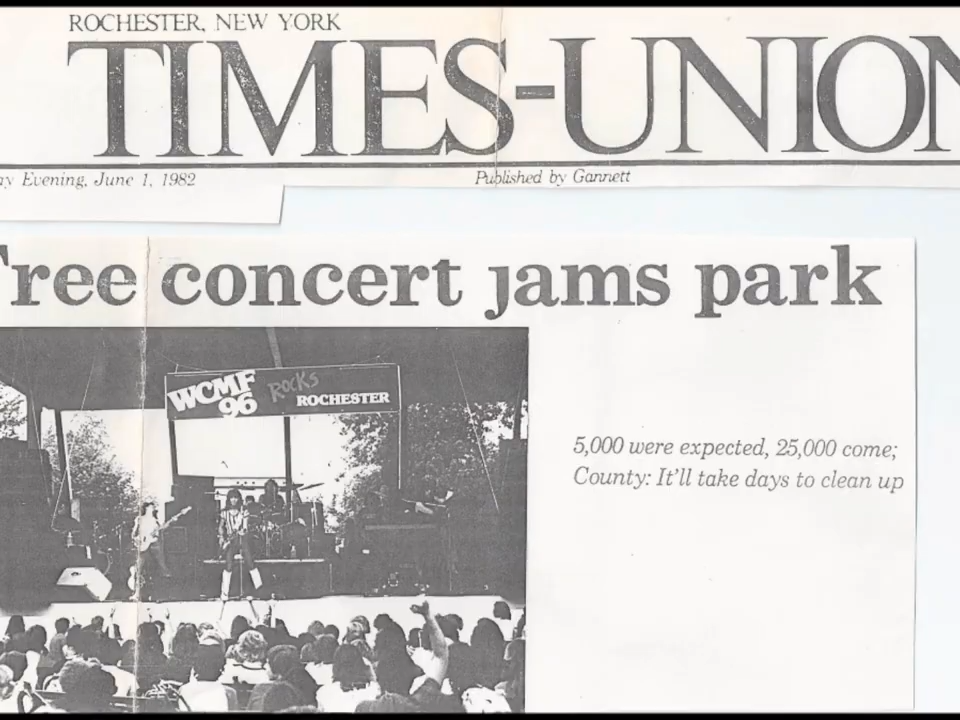 ROCHESTER, NEW YORK
TIMES-UNION
ay Evening, June 1, 1982
Published by Gannett
Free concert jams park
WCMF
96
ROCKS
ROCHESTER
5,000 were expected, 25,000 come;
County: It'll take days to clean up